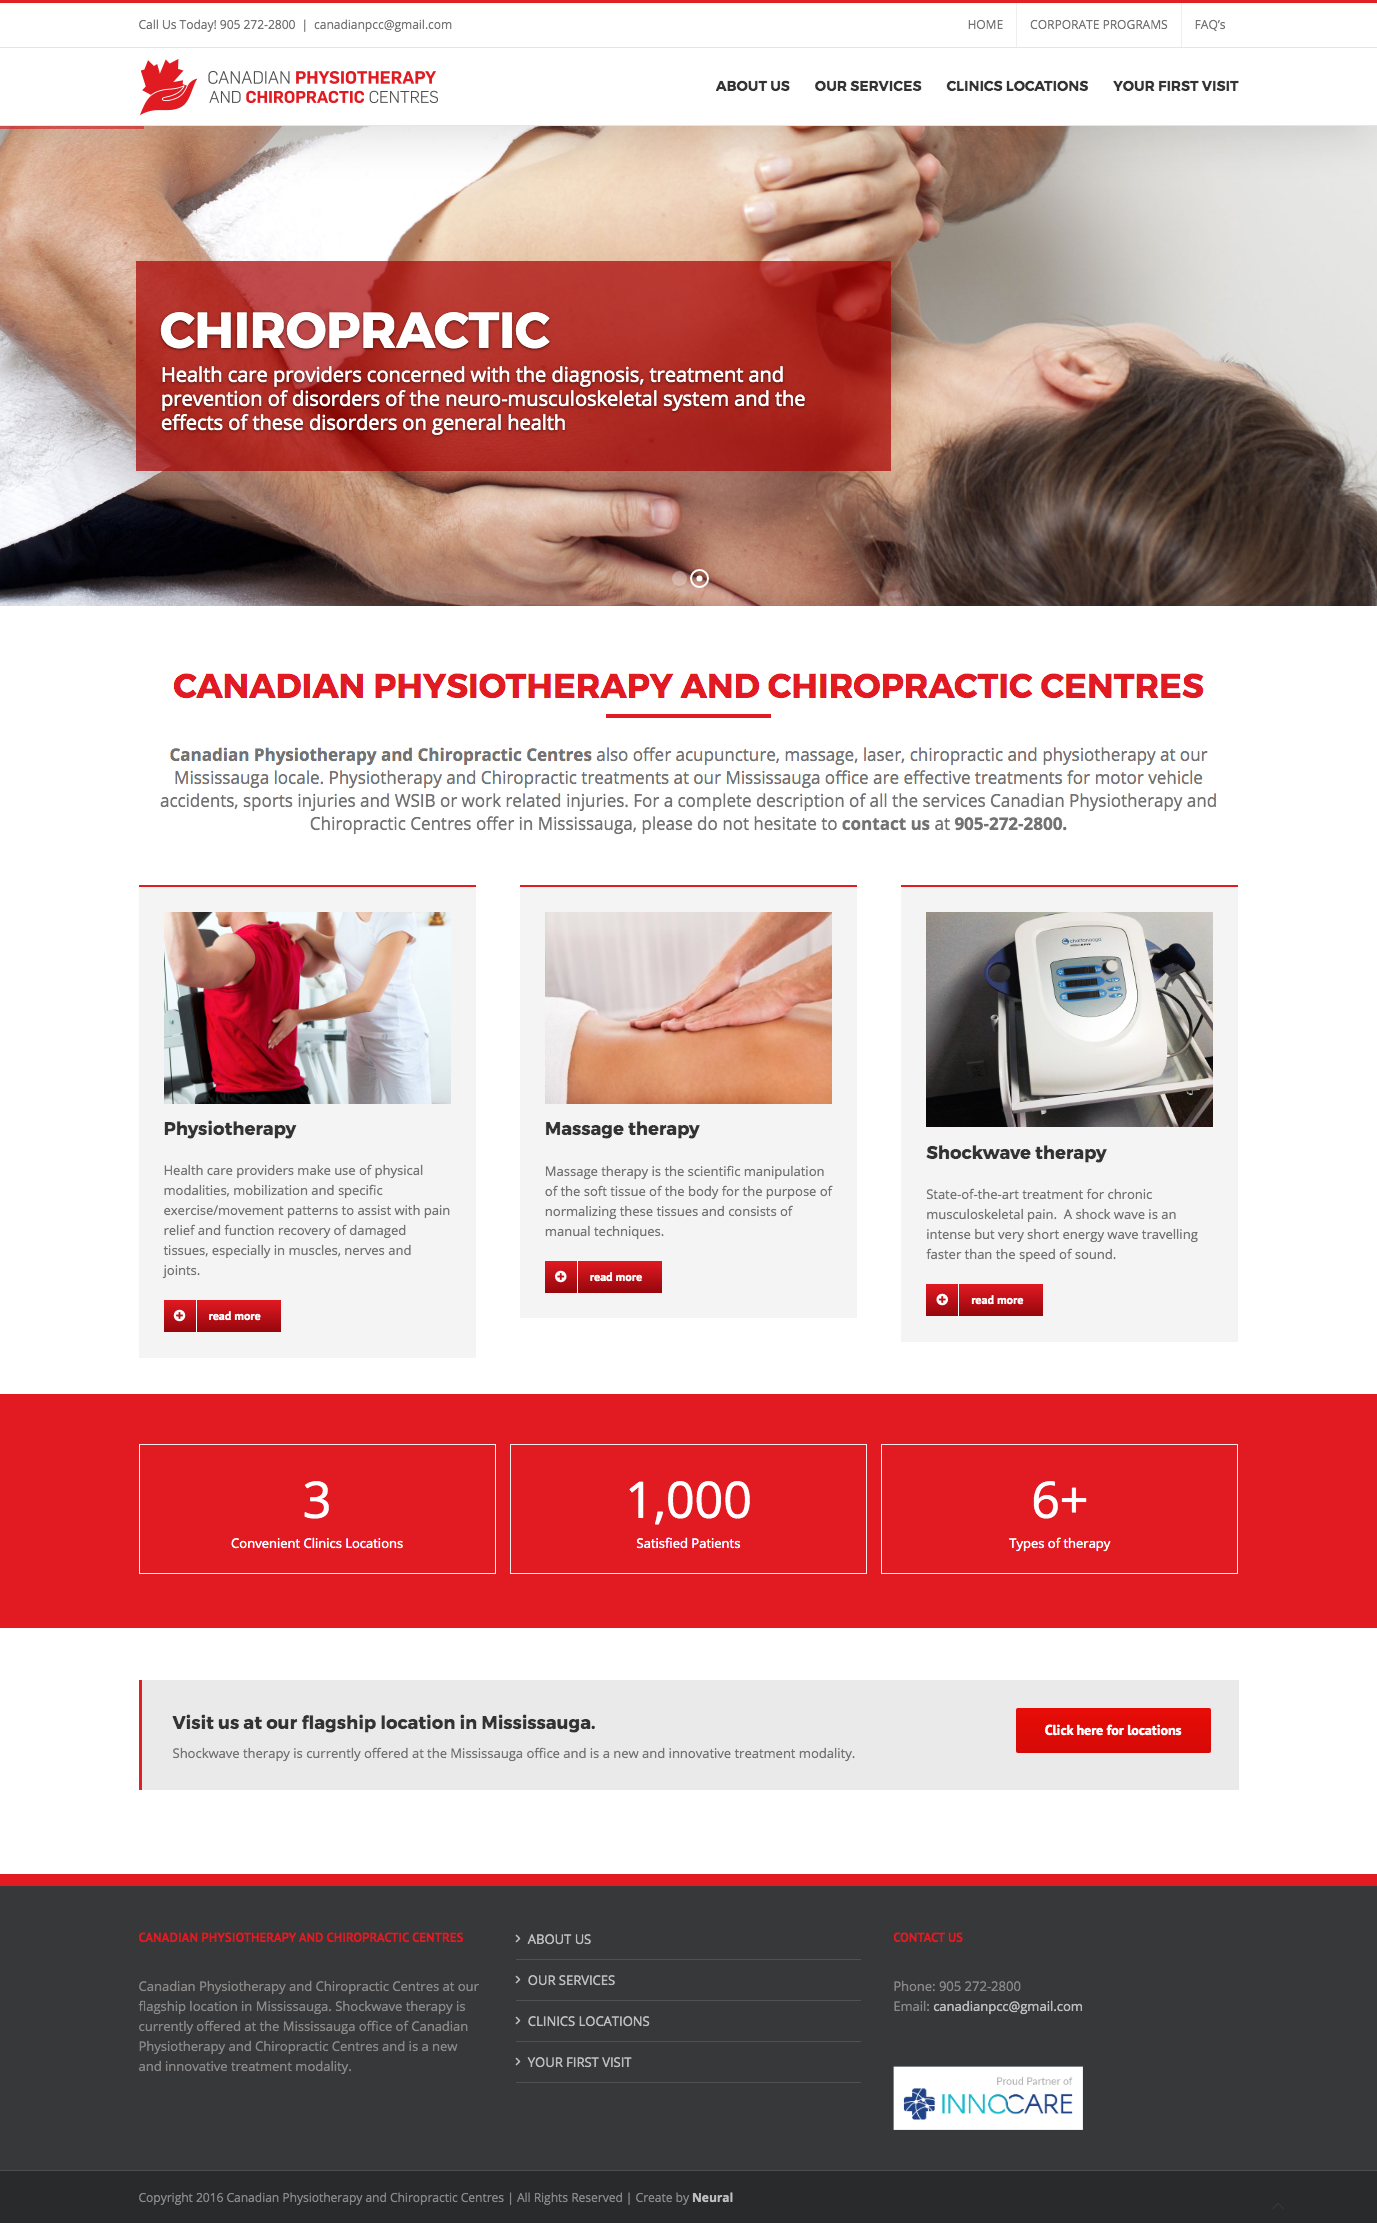 Call Us Today! 905 272-2800 | canadianpcc@gmail.com
HOME
CORPORATE PROGRAMS
FAQ's
CANADIAN PHYSIOTHERAPY
AND CHIROPRACTIC CENTRES
ABOUT US
OUR SERVICES
CLINICS LOCATIONS
YOUR FIRST VISIT
CHIROPRACTIC
Health care providers concerned with the diagnosis, treatment and
prevention of disorders of the neuro-musculoskeletal system and the
effects of these disorders on general health
CANADIAN PHYSIOTHERAPY AND CHIROPRACTIC CENTRES
Canadian Physiotherapy and Chiropractic Centres also offer acupuncture, massage, laser, chiropractic and physiotherapy at our
Mississauga locale. Physiotherapy and Chiropractic treatments at our Mississauga office are effective treatments for motor vehicle
accidents, sports injuries and WSIB or work related injuries. For a complete description of all the services Canadian Physiotherapy and
Chiropractic Centres offer in Mississauga, please do not hesitate to contact us at 905-272-2800.
Physiotherapy
Health care providers make use of physical
modalities, mobilization and specific
exercise/movement patterns to assist with pain
relief and function recovery of damaged
tissues, especially in muscles, nerves and
joints.
read more
Massage therapy
Massage therapy is the scientific manipulation
of the soft tissue of the body for the purpose of
normalizing these tissues and consists of
manual techniques.
read more
chattanooga
Shockwave therapy
State-of-the-art treatment for chronic
musculoskeletal pain.  A shock wave is an
intense but very short energy wave travelling
faster than the speed of sound.
read more
3
Convenient Clinics Locations
1,000
Satisfied Patients
6+
Types of therapy
Visit us at our flagship location in Mississauga.
Shockwave therapy is currently offered at the Mississauga office and is a new and innovative treatment modality.
Click here for locations
CANADIAN PHYSIOTHERAPY AND CHIROPRACTIC CENTRES
Canadian Physiotherapy and Chiropractic Centres at our
flagship location in Mississauga. Shockwave therapy is
currently offered at the Mississauga office of Canadian
Physiotherapy and Chiropractic Centres and is a new
and innovative treatment modality.
ABOUT US
OUR SERVICES
CLINICS LOCATIONS
YOUR FIRST VISIT
CONTACT US
Phone: 905 272-2800
Email: canadianpcc@gmail.com
Proud Partner of
INNOCARE
Copyright 2016 Canadian Physiotherapy and Chiropractic Centres | All Rights Reserved | Create by Neural